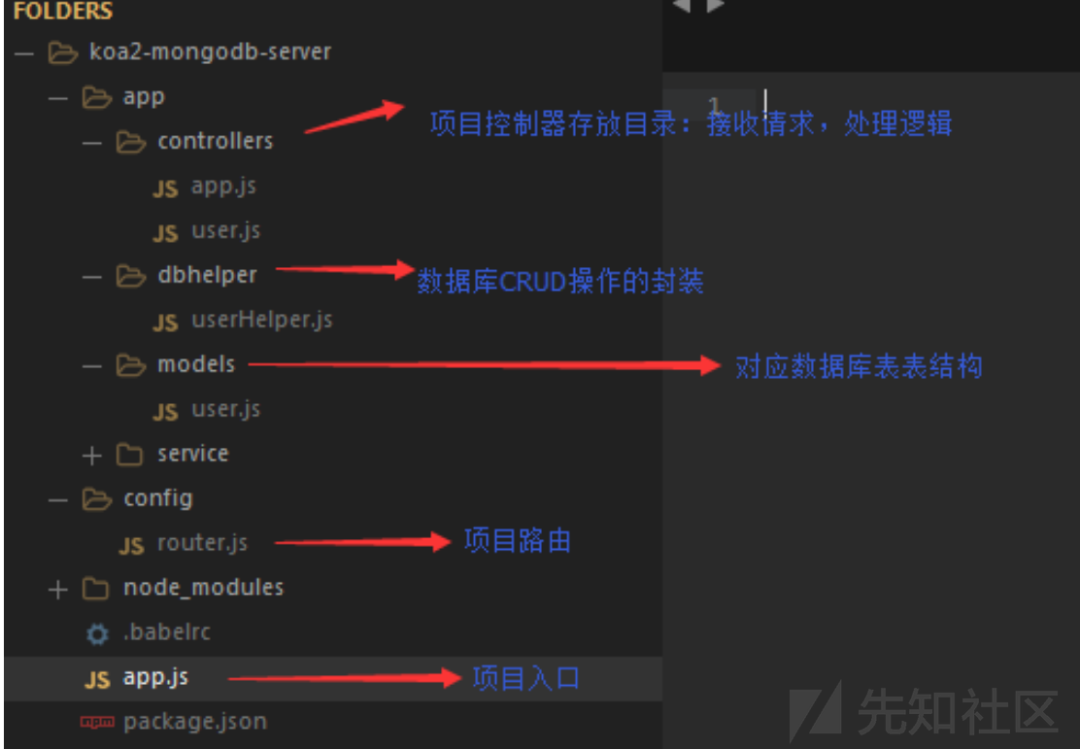 FOLDERS
koa2-mongodb-server
app
controllers
项目控制器存放目录：接收请求，处理逻辑
1
JS app.js
JS user.js
dbhelper
数据库CRUD操作的封装
JS userHelper.js
models
对应数据库表表结构
JS user.js
service
config
JS router.js
项目路由
node_modules
.babelrc
JS app.js
项目入口
npm package.json
先知社区